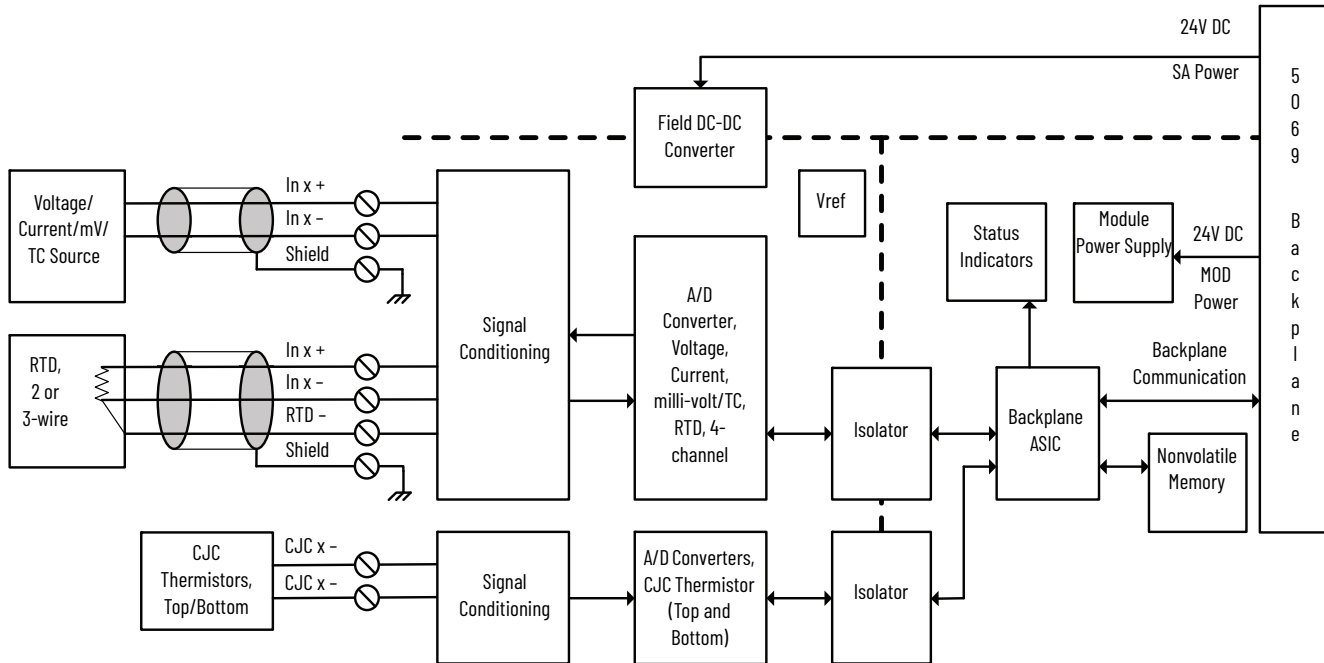 24V DC
SA Power
5
0
6
9
B
a
c
k
p
l
a
n
e
Field DC-DC
Converter
Voltage/
Current/mV/
TC Source
In x +
In x –
Shield
Vref
Status
Indicators
Module
Power Supply
24V DC
MOD
Power
Signal
Conditioning
A/D
Converter,
Voltage,
Current,
milli-volt/TC,
RTD, 4-
channel
RTD,
2 or
3-wire
In x +
In x –
RTD –
Shield
Isolator
Backplane
ASIC
Backplane
Communication
Nonvolatile
Memory
CJC
Thermistors,
Top/Bottom
CJC x –
CJC x –
Signal
Conditioning
A/D Converters,
CJC Thermistor
(Top and
Bottom)
Isolator